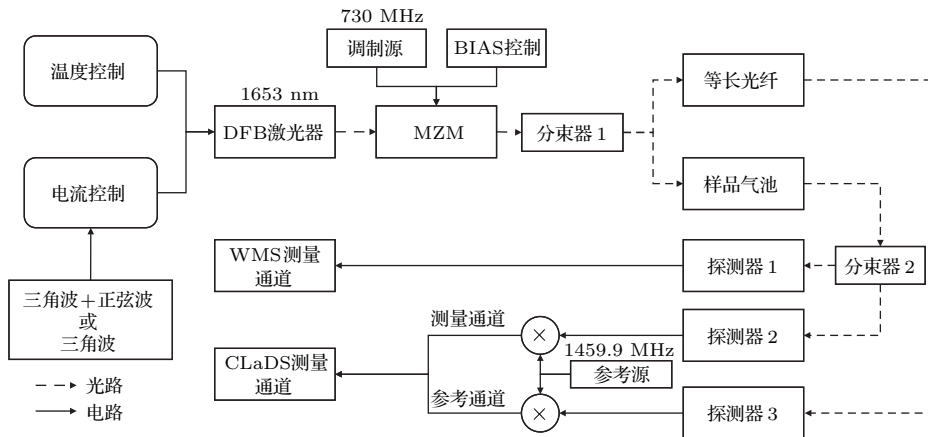 730 MHz
温度控制
调制源
BIAS控制
等长光纤
1653 nm
DFB激光器
MZM
分束器 1
电流控制
样品气池
WMS测量
通道
探测器 1
分束器 2
三角波+正弦波
或
三角波
测量通道
探测器 2
1459.9 MHz
CLaDS测量
通道
参考源
光路
参考通道
电路
探测器 3